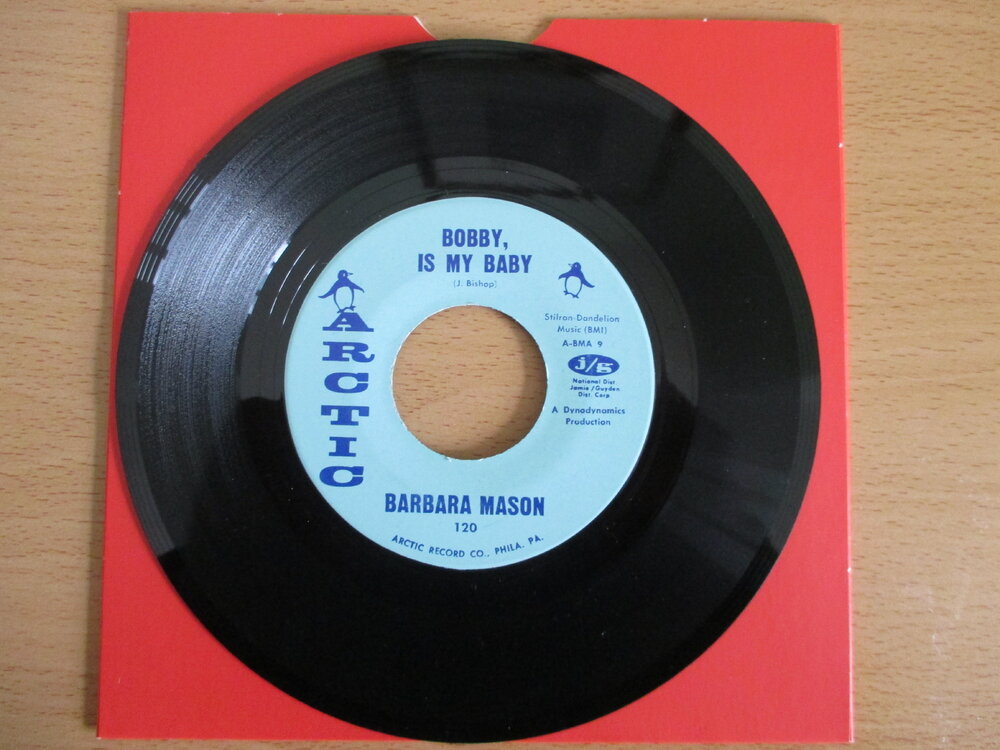 BOBBY,
IS MY BABY
(J. Bishop)
ARCTIC
Stilran-Dandelion
Music (BMI)
A-BMA 9
j/g
National Dist.
Jamie/Guyden
Dist. Corp.
A Dynodynamics
Production
BARBARA MASON
120
ARCTIC RECORD CO., PHILA. PA.